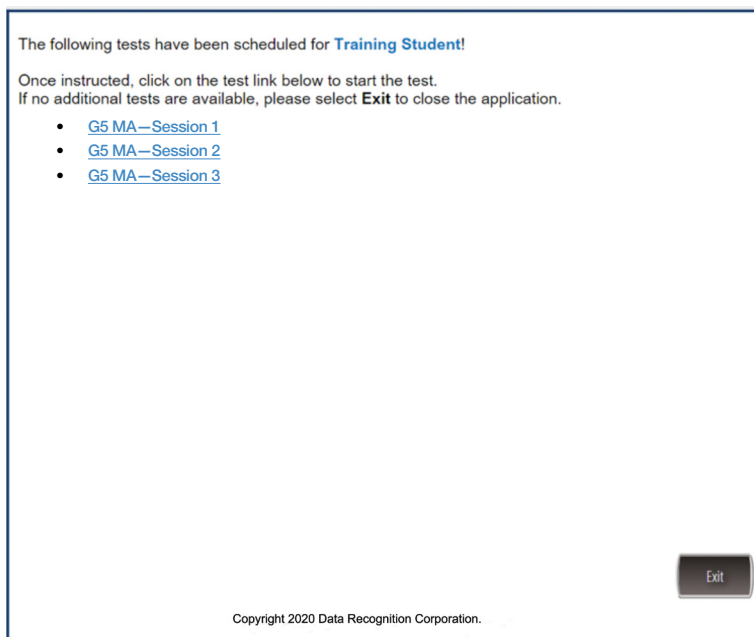 The following tests have been scheduled for Training Student!
Once instructed, click on the test link below to start the test.
If no additional tests are available, please select Exit to close the application.
• G5 MA—Session 1
• G5 MA—Session 2
• G5 MA—Session 3
Exit
Copyright 2020 Data Recognition Corporation.